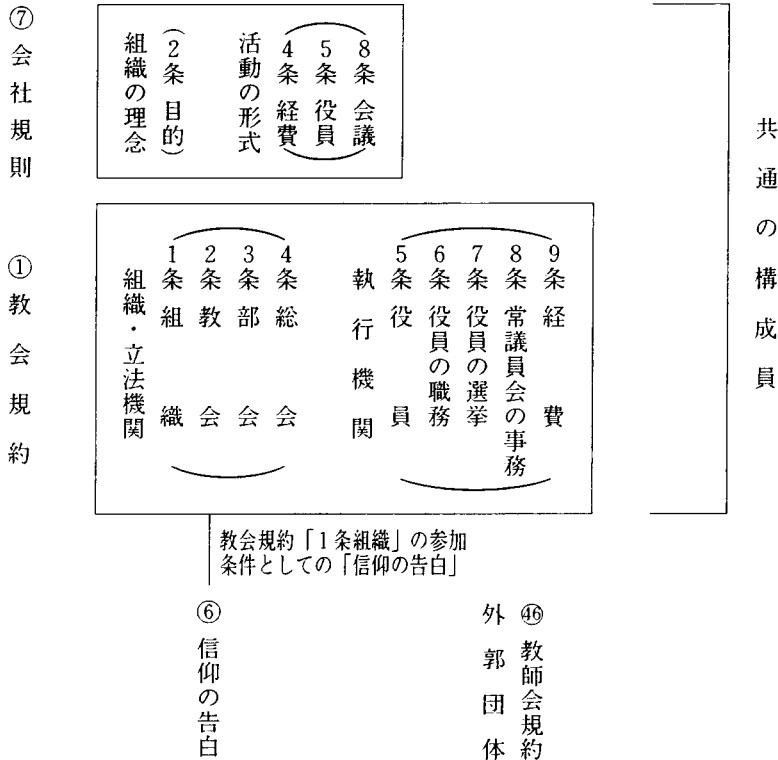 共通の構成員
⑦会社規則
8条 会議
5条 役員
4条 経費
活動の形式
(2条 目的)
組織の理念
①教会規約
9条 経費
8条 常議員会の事務
7条 役員の選挙
6条 役員の職務
5条 役員
執行機関
4条 総会
3条 部会
2条 教会
1条 組織
組織・立法機関
教会規約「1条組織」の参加
条件としての「信仰の告白」
㊻教師会規約
外郭団体
⑥信仰の告白